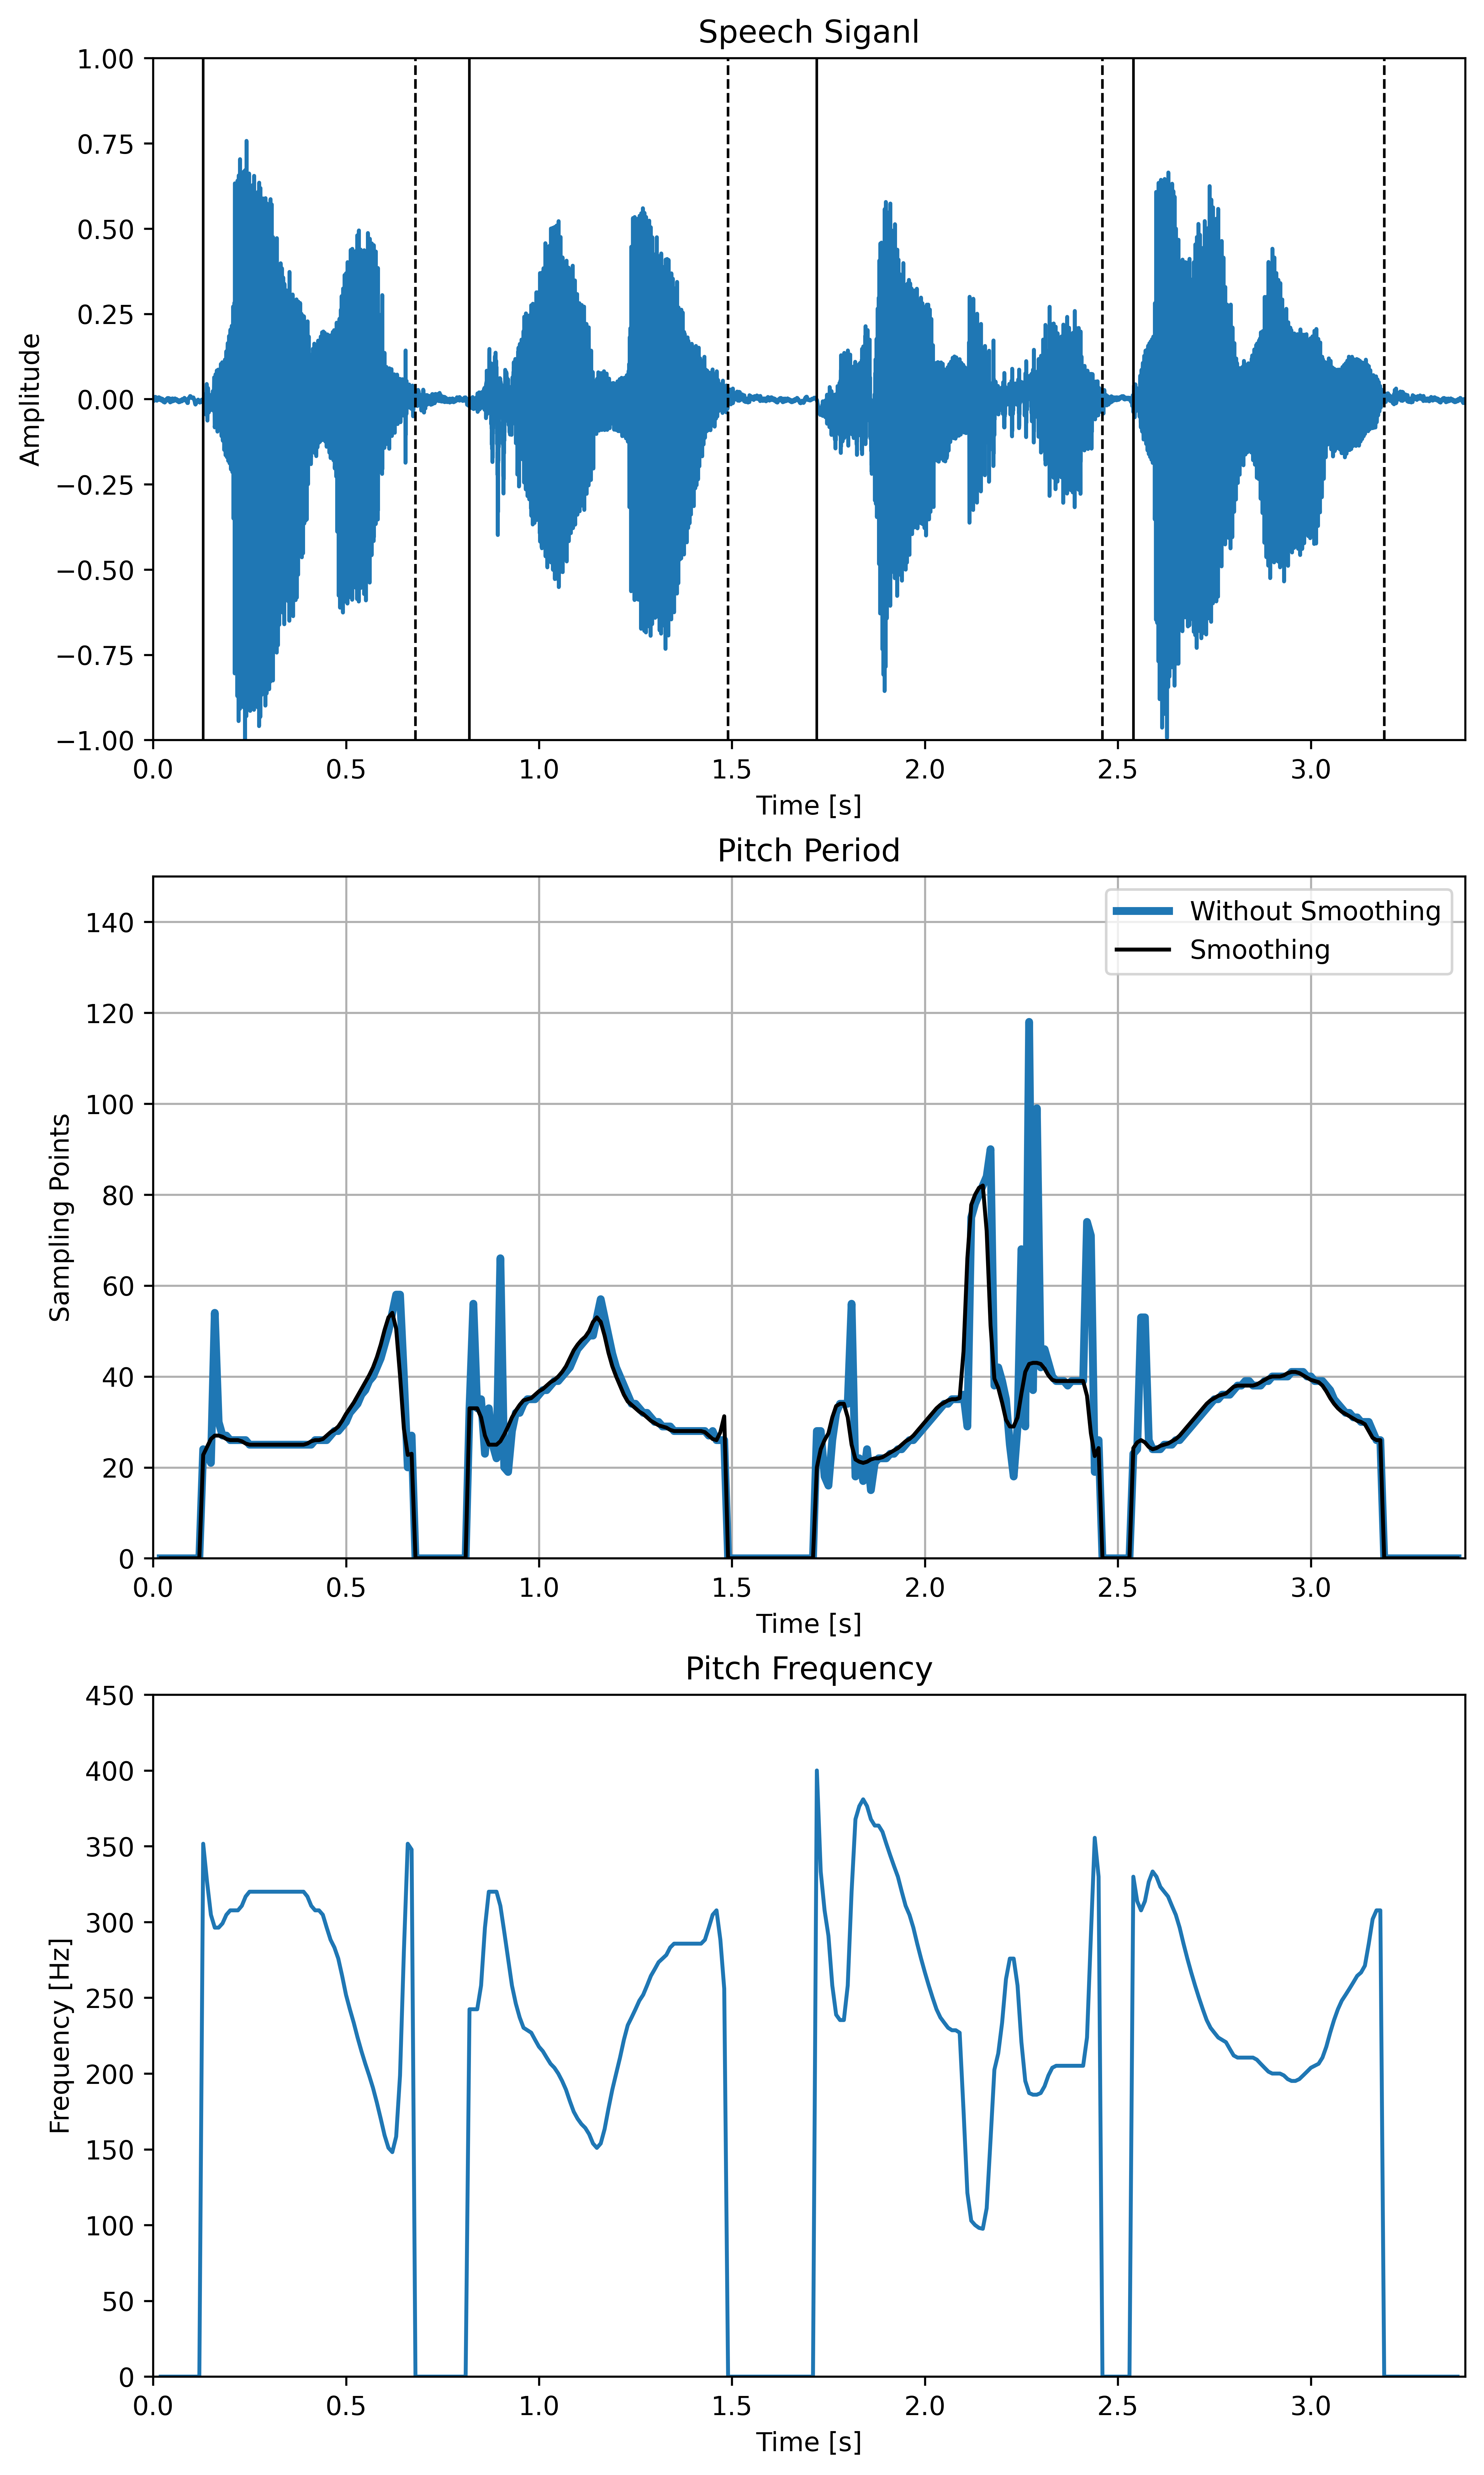 Speech Siganl
1.00
0.75
0.50
0.25
0.00
−0.25
−0.50
−0.75
−1.00
Amplitude
0.0 0.5 1.0 1.5 2.0 2.5 3.0
Time [s]
Pitch Period
140
120
100
80
60
40
20
0
Sampling Points
Without Smoothing
Smoothing
0.0 0.5 1.0 1.5 2.0 2.5 3.0
Time [s]
Pitch Frequency
450
400
350
300
250
200
150
100
50
0
Frequency [Hz]
0.0 0.5 1.0 1.5 2.0 2.5 3.0
Time [s]